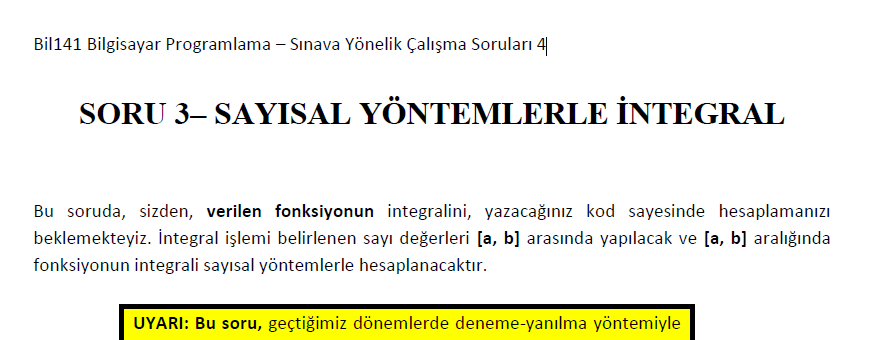 Bil141 Bilgisayar Programlama – Sınava Yönelik Çalışma Soruları 4
SORU 3– SAYISAL YÖNTEMLERLE İNTEGRAL
Bu soruda, sizden, verilen fonksiyonun integralini, yazacağınız kod sayesinde hesaplamanızı
beklemekteyiz. İntegral işlemi belirlenen sayı değerleri [a, b] arasında yapılacak ve [a, b] aralığında
fonksiyonun integrali sayısal yöntemlerle hesaplanacaktır.
UYARI: Bu soru, geçtiğimiz dönemlerde deneme-yanılma yöntemiyle